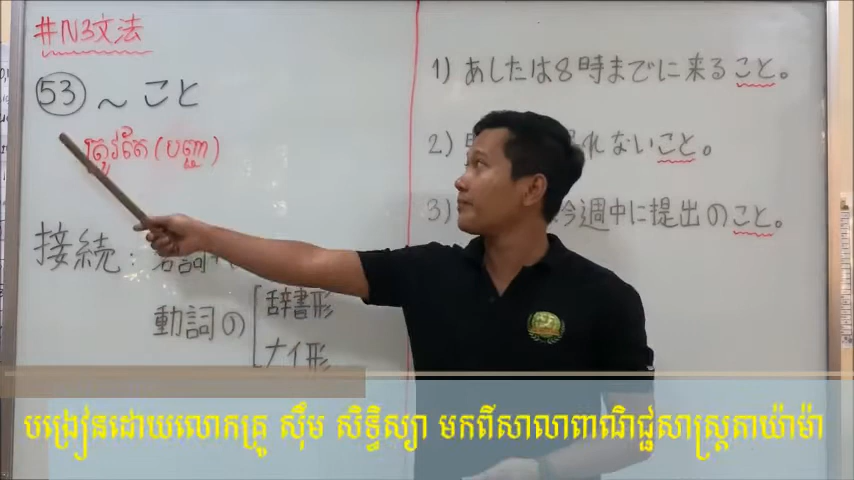 #N3文法
53 ~こと
ត្រូវតែ (បញ្ជា)
接続: 名詞
動詞の
辞書形
ナイ形
1) あしたは8時までに来ること。
2) れないこと。
3) 今週中に提出のこと。
បង្រៀនដោយលោកគ្រូ ស៊ឹម សិទ្ធិស្យា មកពីសាលាពាណិជ្ជសាស្ត្រតាយ៉ាម៉ា